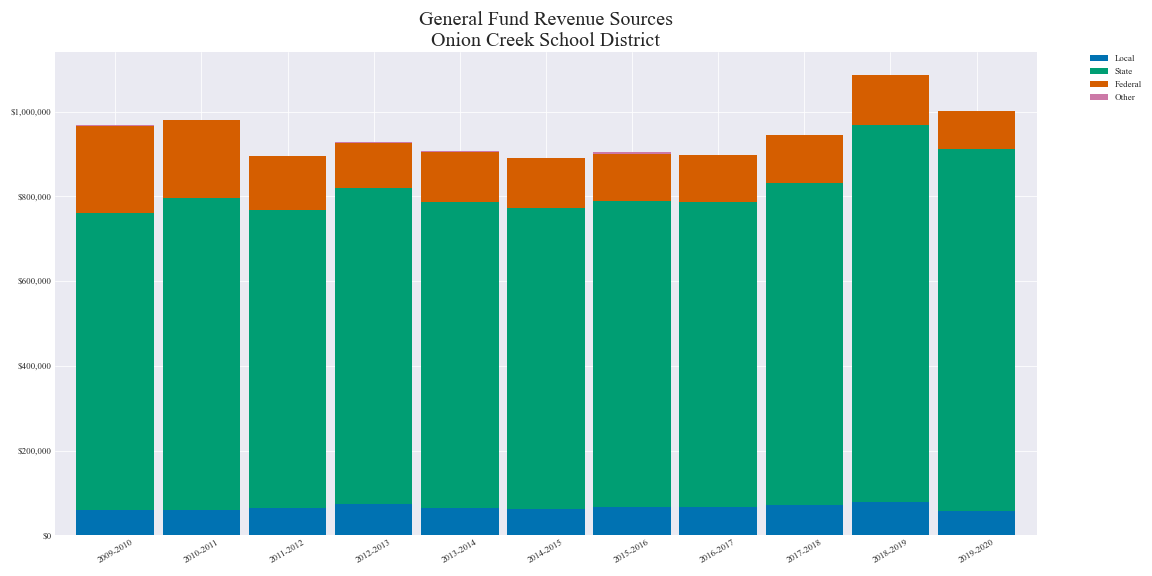 General Fund Revenue Sources
Onion Creek School District
Local
State
Federal
Other
$1,000,000
$800,000
$600,000
$400,000
$200,000
$0
2009-2010
2010-2011
2011-2012
2012-2013
2013-2014
2014-2015
2015-2016
2016-2017
2017-2018
2018-2019
2019-2020